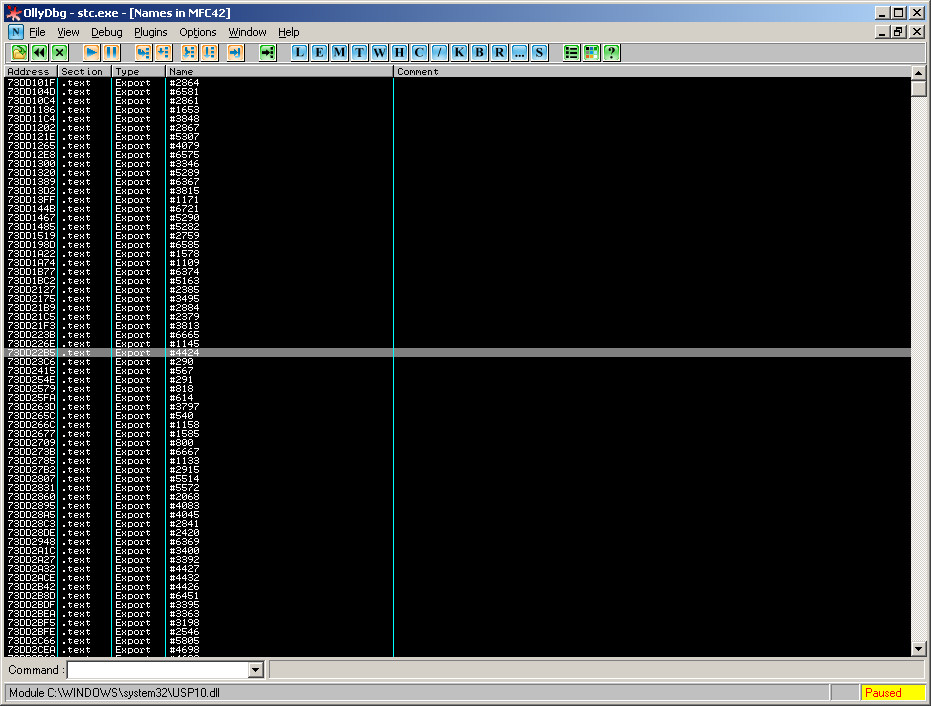 OllyDbg - stc.exe - [Names in MFC42]
N File View Debug Plugins Options Window Help
L E M T W H C / K B R ... S ?
Address Section Type Name Comment
73DD101F .text Export #2864
73DD104D .text Export #6581
73DD10C4 .text Export #2861
73DD1186 .text Export #1653
73DD11C4 .text Export #3848
73DD1202 .text Export #2867
73DD121E .text Export #5307
73DD1265 .text Export #4079
73DD12E8 .text Export #6575
73DD1300 .text Export #3346
73DD1320 .text Export #5289
73DD1389 .text Export #6367
73DD13D2 .text Export #3815
73DD13FF .text Export #1171
73DD144B .text Export #6721
73DD1467 .text Export #5290
73DD1485 .text Export #5282
73DD1519 .text Export #2759
73DD198D .text Export #6585
73DD1A22 .text Export #1578
73DD1A74 .text Export #1109
73DD1B77 .text Export #6374
73DD1BC2 .text Export #5163
73DD2127 .text Export #2385
73DD2175 .text Export #3495
73DD21B9 .text Export #2884
73DD21C5 .text Export #2379
73DD21F3 .text Export #3813
73DD223B .text Export #6665
73DD226E .text Export #1145
73DD22B5 .text Export #4424
73DD23C6 .text Export #290
73DD2415 .text Export #567
73DD254E .text Export #291
73DD2579 .text Export #818
73DD25FA .text Export #614
73DD263D .text Export #3797
73DD265C .text Export #540
73DD266C .text Export #1158
73DD2677 .text Export #1585
73DD2709 .text Export #800
73DD273B .text Export #6667
73DD2785 .text Export #1133
73DD27B2 .text Export #2915
73DD2807 .text Export #5514
73DD2831 .text Export #5572
73DD2860 .text Export #2068
73DD2895 .text Export #4083
73DD28A5 .text Export #4045
73DD28C3 .text Export #2841
73DD28DE .text Export #2420
73DD2948 .text Export #6369
73DD2A1C .text Export #3400
73DD2A27 .text Export #3392
73DD2A32 .text Export #4427
73DD2ACE .text Export #4432
73DD2B42 .text Export #4426
73DD2B8D .text Export #6451
73DD2BDF .text Export #3395
73DD2BEA .text Export #3363
73DD2BF5 .text Export #3198
73DD2BFE .text Export #2546
73DD2C66 .text Export #5805
73DD2CEA .text Export #4698
Command :
Module C:\WINDOWS\system32\USP10.dll
Paused